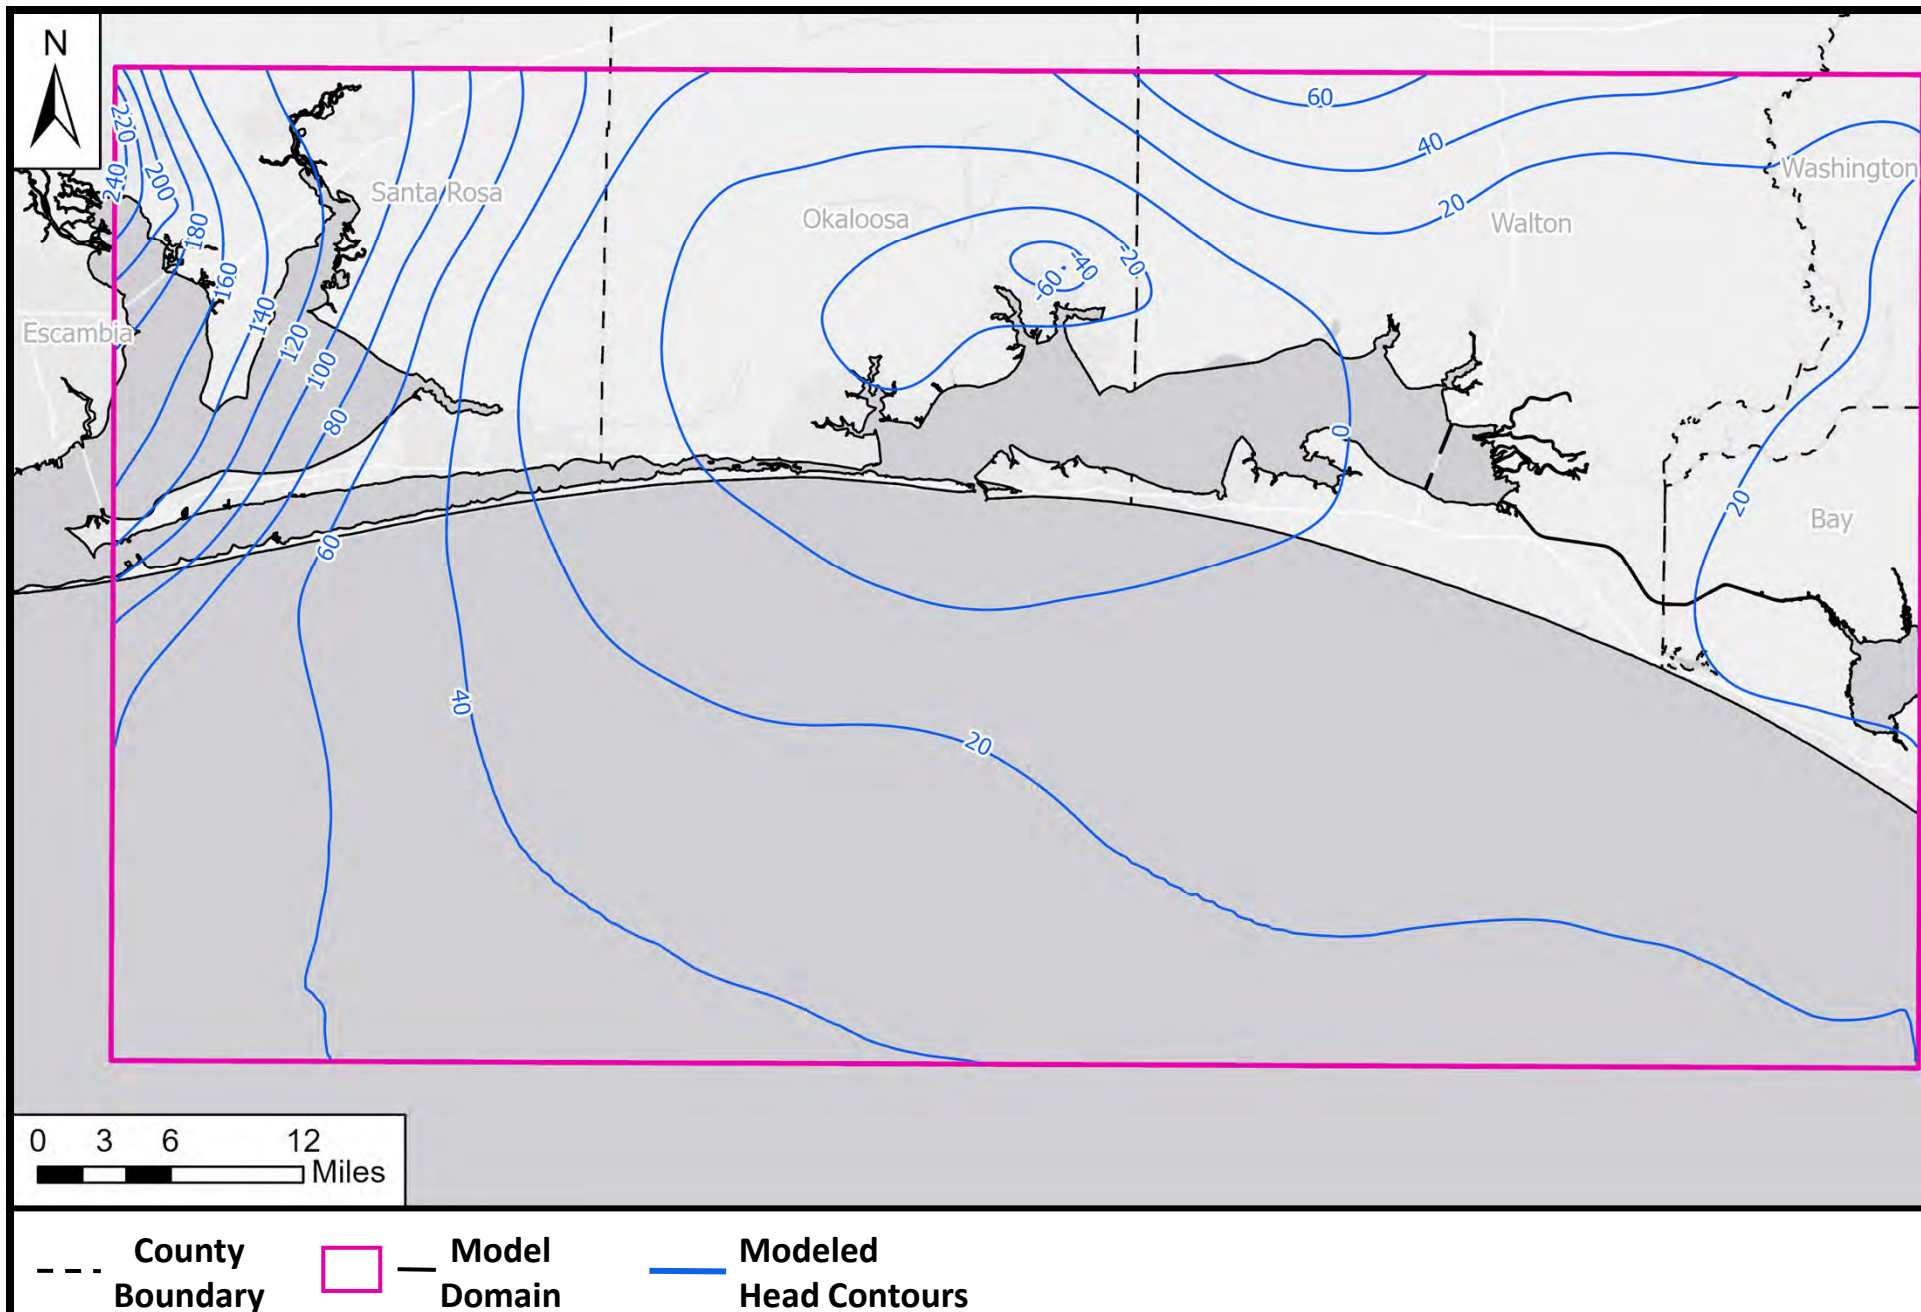 N
60
40
20
220
240
200
180
160
140
120
100
80
60
40
20
-20
-40
-60
0
20
Santa Rosa
Okaloosa
Walton
Washington
Escambia
Bay
0 3 6 12
Miles
County
Boundary
Model
Domain
Modeled
Head Contours